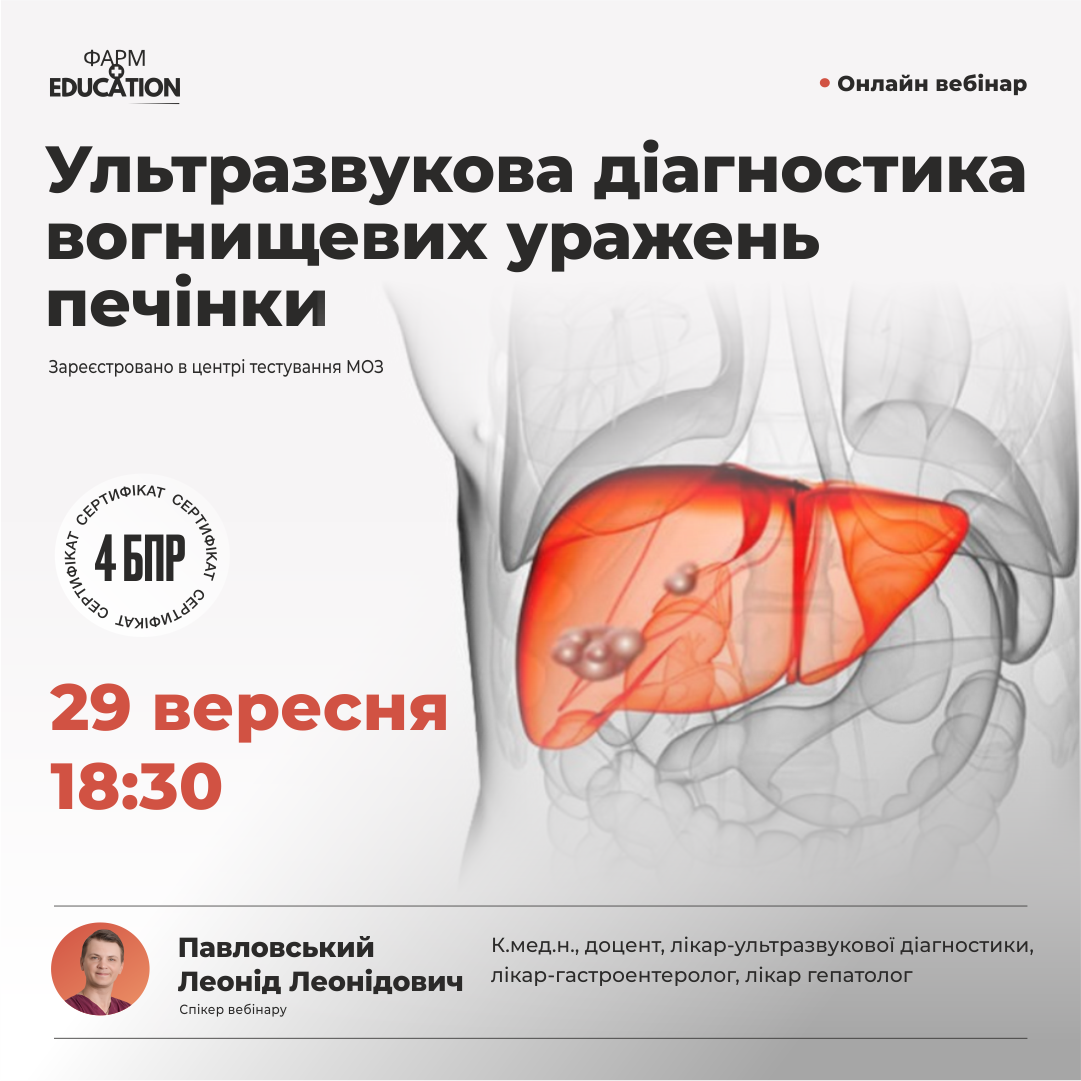 ФАРМ
EDUCATION
Онлайн вебінар
Ультразвукова діагностика
вогнищевих уражень
печінки
Зареєстровано в центрі тестування МОЗ
СЕРТИФІКАТ СЕРТИФІКАТ СЕРТИФІКАТ СЕРТИФІКАТ
4 БПР
29 вересня
18:30
Павловський
Леонід Леонідович
Спікер вебінару
К.мед.н., доцент, лікар-ультразвукової діагностики,
лікар-гастроентеролог, лікар гепатолог